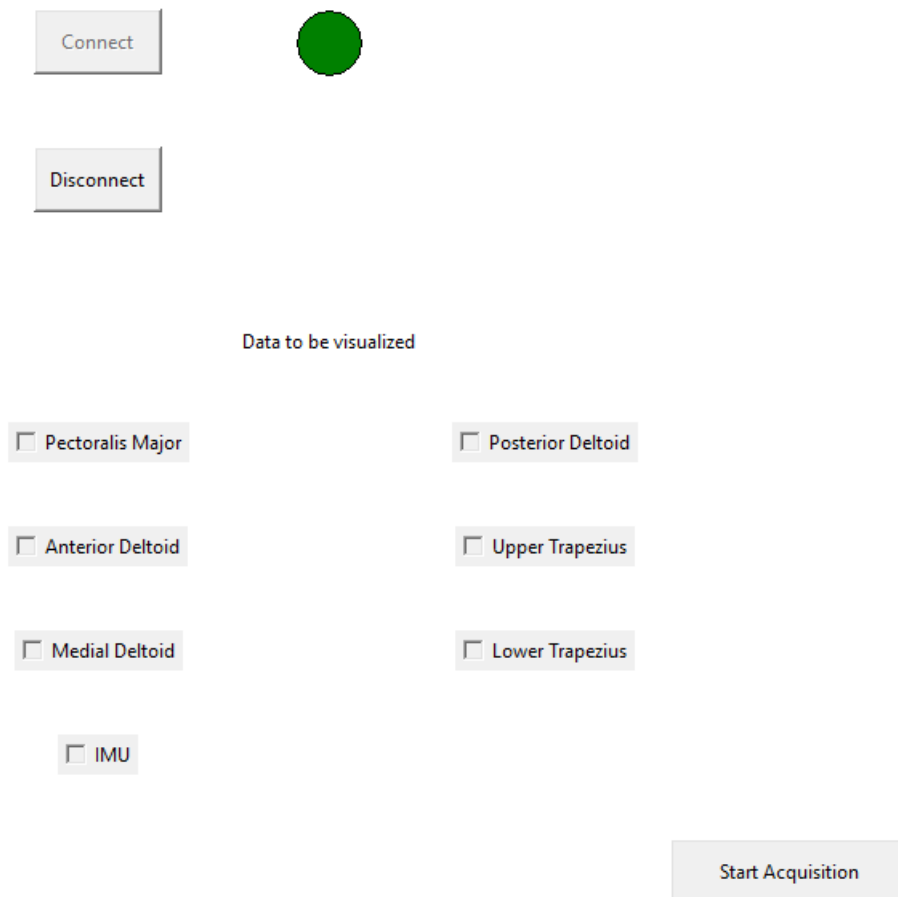 Connect
Disconnect
Data to be visualized
Pectoralis Major
Posterior Deltoid
Anterior Deltoid
Upper Trapezius
Medial Deltoid
Lower Trapezius
IMU
Start Acquisition